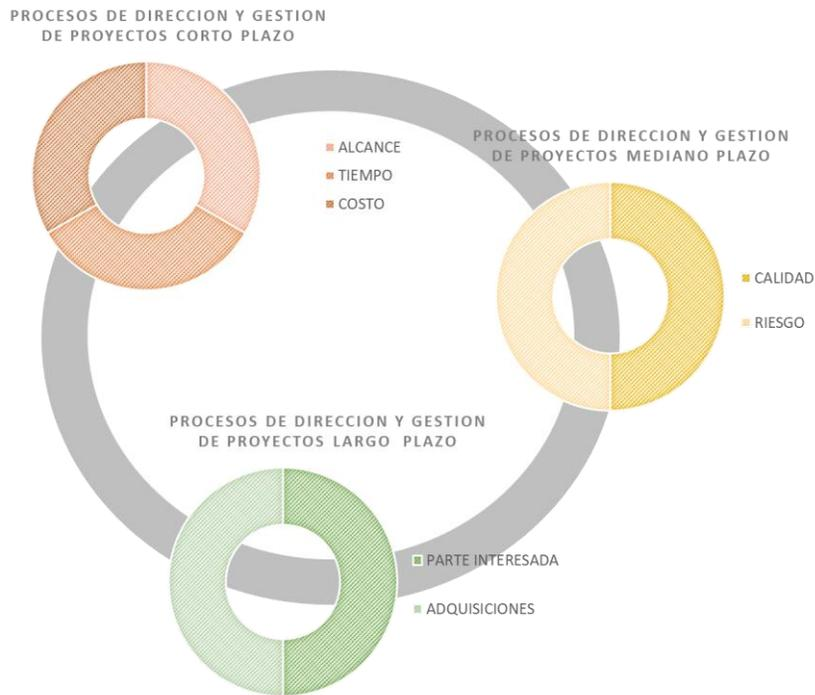 PROCESOS DE DIRECCION Y GESTION
DE PROYECTOS CORTO PLAZO
ALCANCE
TIEMPO
COSTO
PROCESOS DE DIRECCION Y GESTION
DE PROYECTOS MEDIANO PLAZO
CALIDAD
RIESGO
PROCESOS DE DIRECCION Y GESTION
DE PROYECTOS LARGO PLAZO
PARTE INTERESADA
ADQUISICIONES